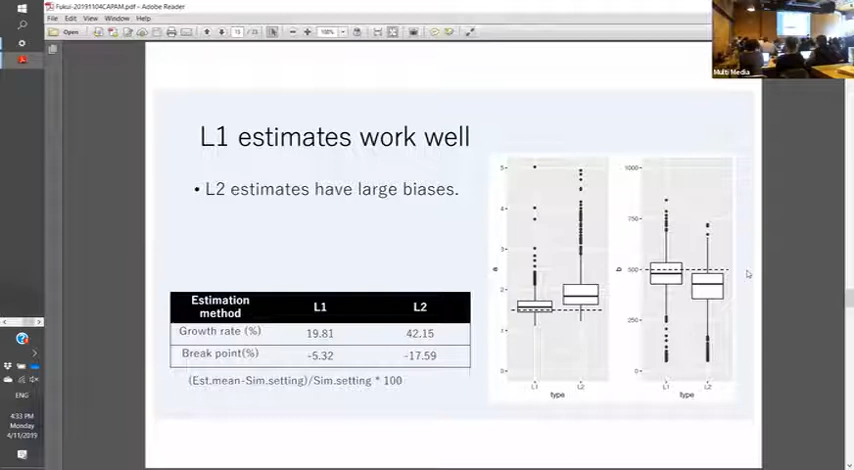 Fukui-20191104CAPAM.pdf - Adobe Reader
File Edit View Window Help
Open 100%
Multi Media
L1 estimates work well
• L2 estimates have large biases.
Estimation method L1 L2
Growth rate (%) 19.81 42.15
Break point(%) -5.32 -17.59
(Est.mean-Sim.setting)/Sim.setting * 100
5
4
3
a
2
1
0
L1 L2
type
1000
750
b
500
250
0
L1 L2
type
ENG
4:33 PM
Monday
4/11/2019